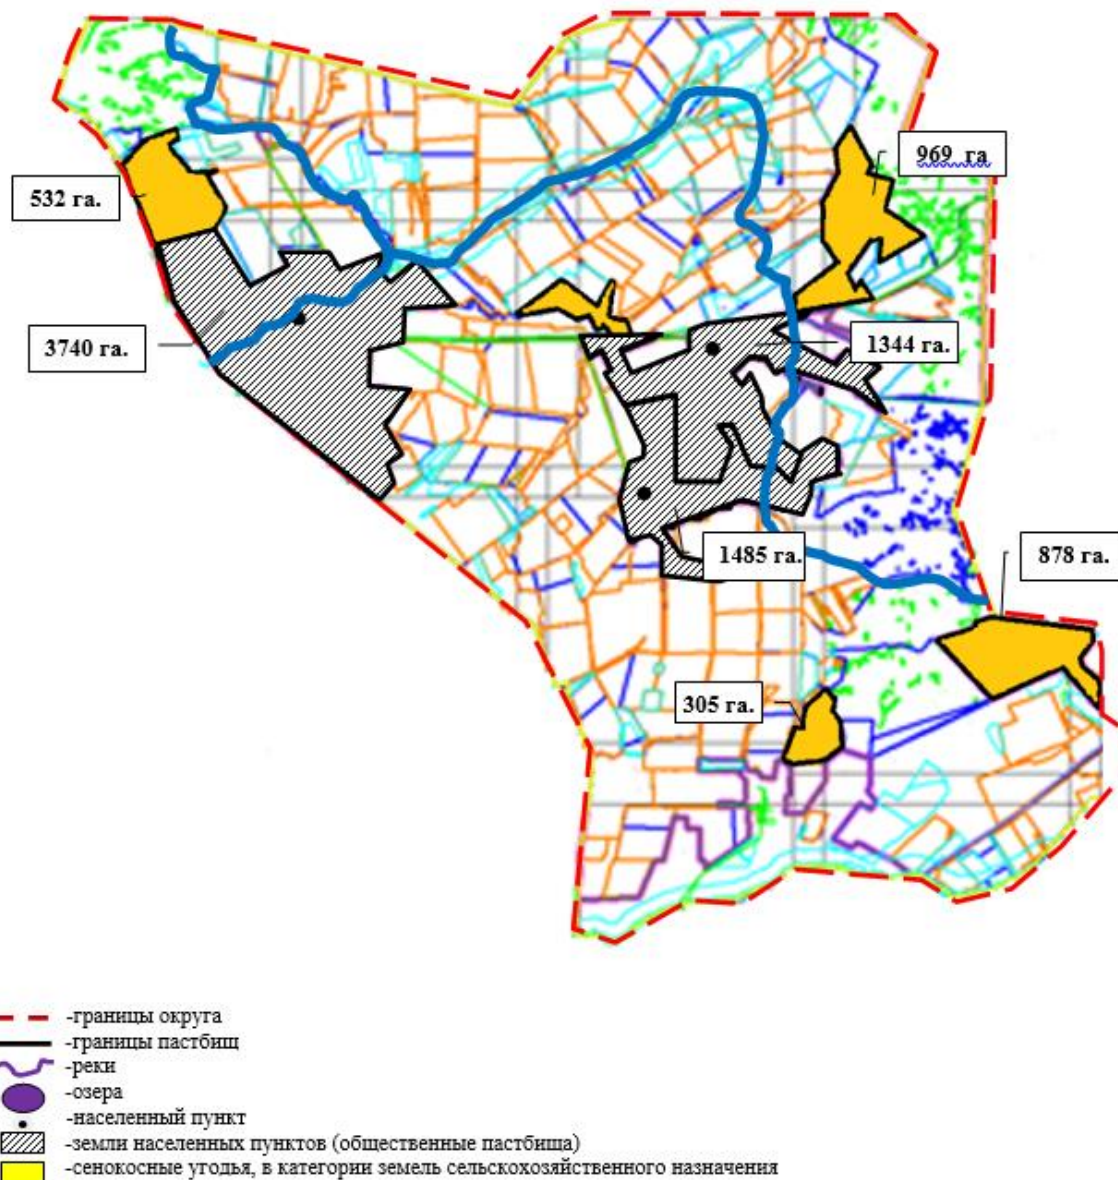 969 га
532 га.
3740 га.
1344 га.
1485 га.
878 га.
305 га.
-границы округа
-границы пастбищ
-реки
-озера
-населенный пункт
-земли населенных пунктов (общественные пастбища)
-сенокосные угодья, в категории земель сельскохозяйственного назначения